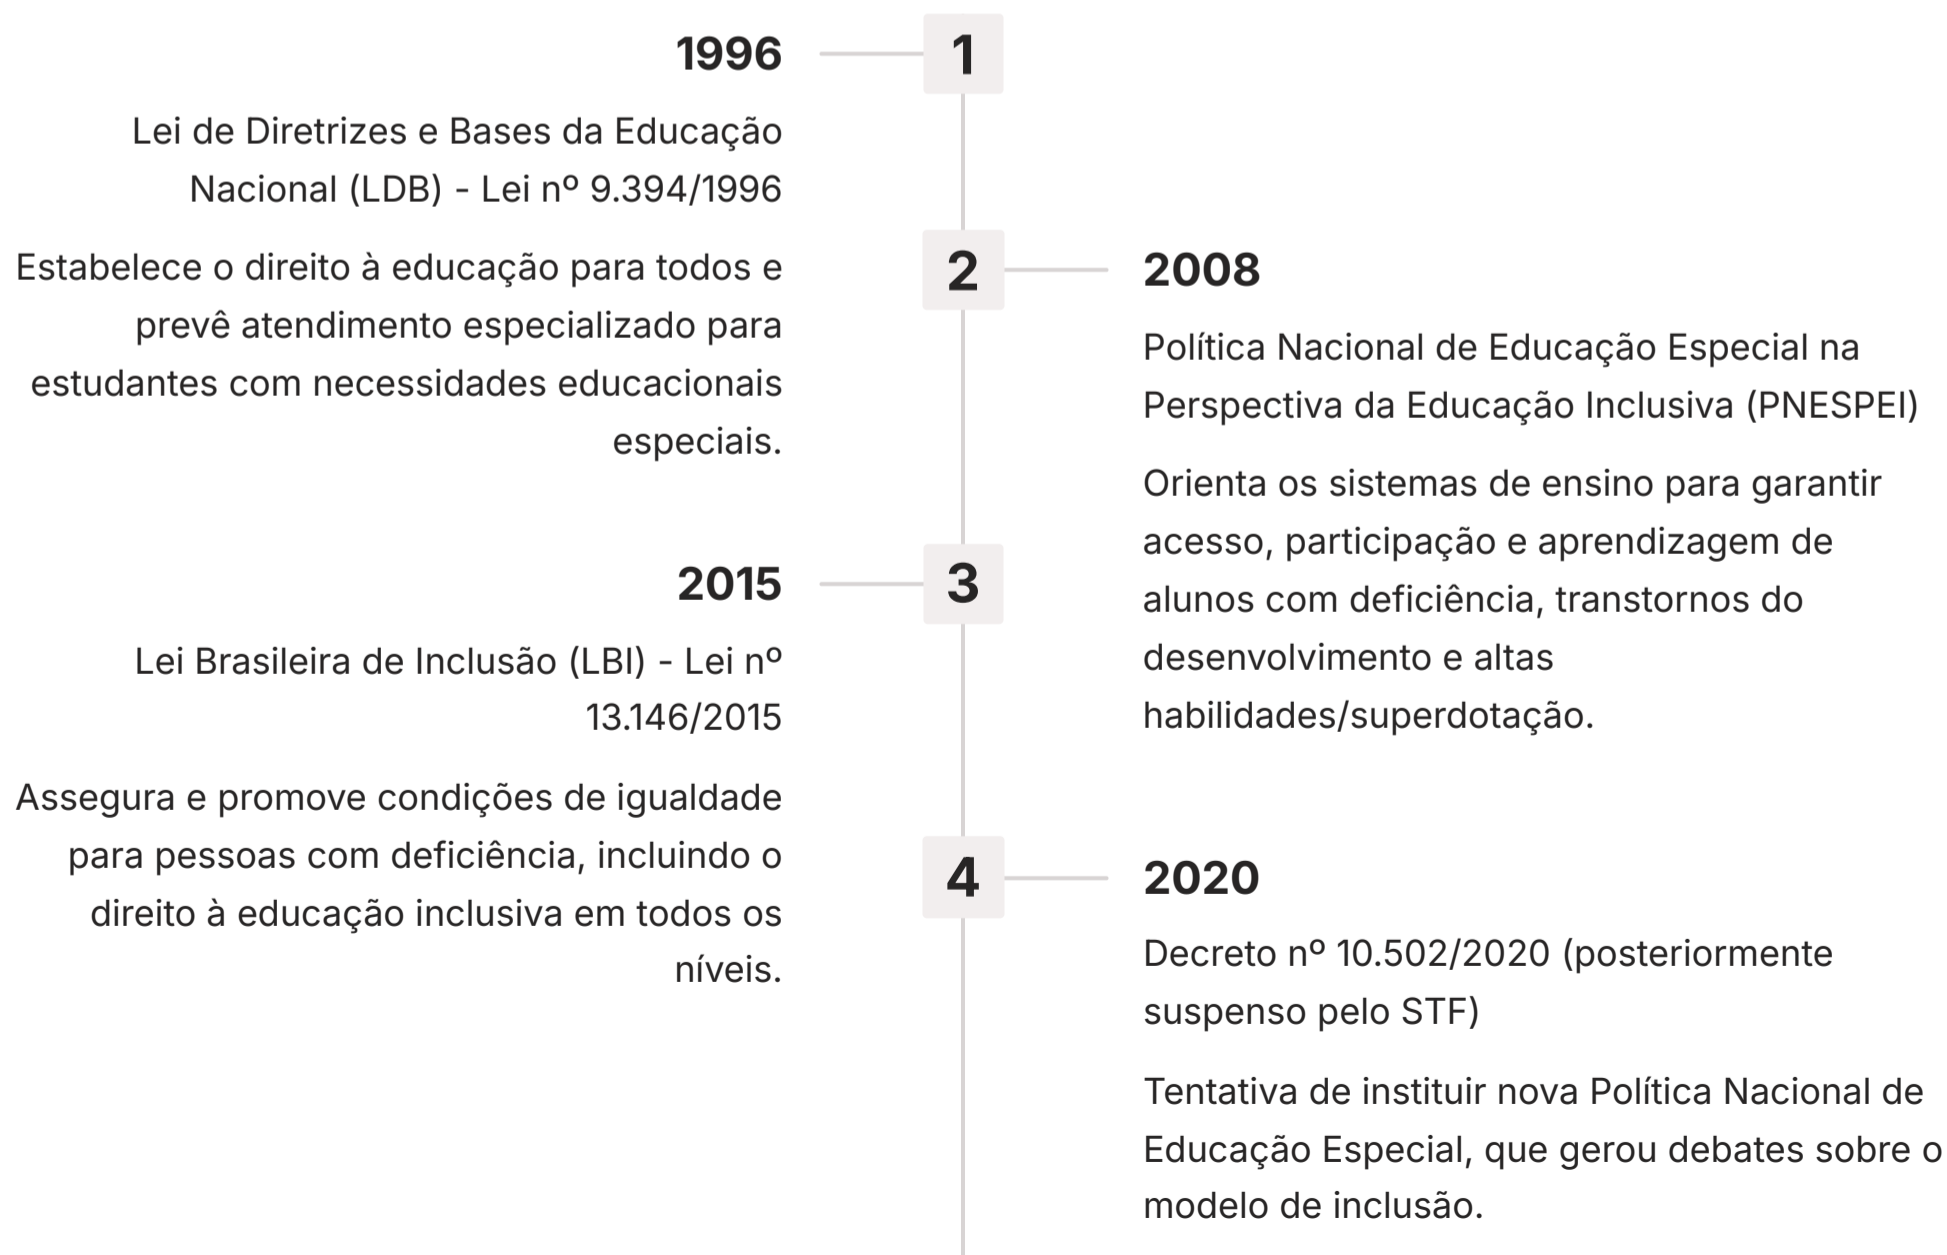 1
1996
Lei de Diretrizes e Bases da Educação
Nacional (LDB) - Lei nº 9.394/1996
Estabelece o direito à educação para todos e
prevê atendimento especializado para
estudantes com necessidades educacionais
especiais.
2
2008
Política Nacional de Educação Especial na
Perspectiva da Educação Inclusiva (PNESPEI)
Orienta os sistemas de ensino para garantir
acesso, participação e aprendizagem de
alunos com deficiência, transtornos do
desenvolvimento e altas
habilidades/superdotação.
3
2015
Lei Brasileira de Inclusão (LBI) - Lei nº
13.146/2015
Assegura e promove condições de igualdade
para pessoas com deficiência, incluindo o
direito à educação inclusiva em todos os
níveis.
4
2020
Decreto nº 10.502/2020 (posteriormente
suspenso pelo STF)
Tentativa de instituir nova Política Nacional de
Educação Especial, que gerou debates sobre o
modelo de inclusão.